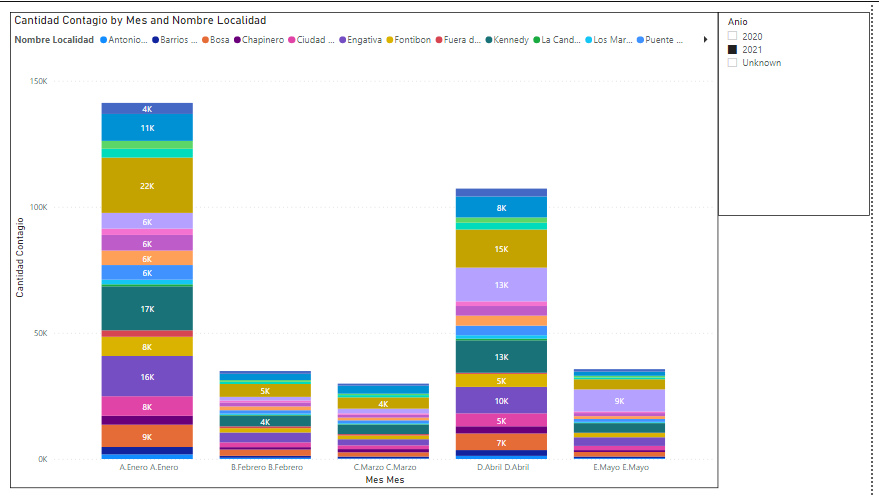 Cantidad Contagio by Mes and Nombre Localidad
Nombre Localidad Antonio... Barrios ... Bosa Chapinero Ciudad ... Engativa Fontibon Fuera d... Kennedy La Cand... Los Mar... Puente ...
150K
100K
50K
0K
Cantidad Contagio
4K
11K
22K
6K
6K
6K
6K
17K
8K
16K
8K
9K
5K
4K
4K
8K
15K
13K
13K
5K
10K
5K
7K
9K
A.Enero A.Enero
B.Febrero B.Febrero
C.Marzo C.Marzo
D.Abril D.Abril
E.Mayo E.Mayo
Mes Mes
Anio
2020
2021
Unknown